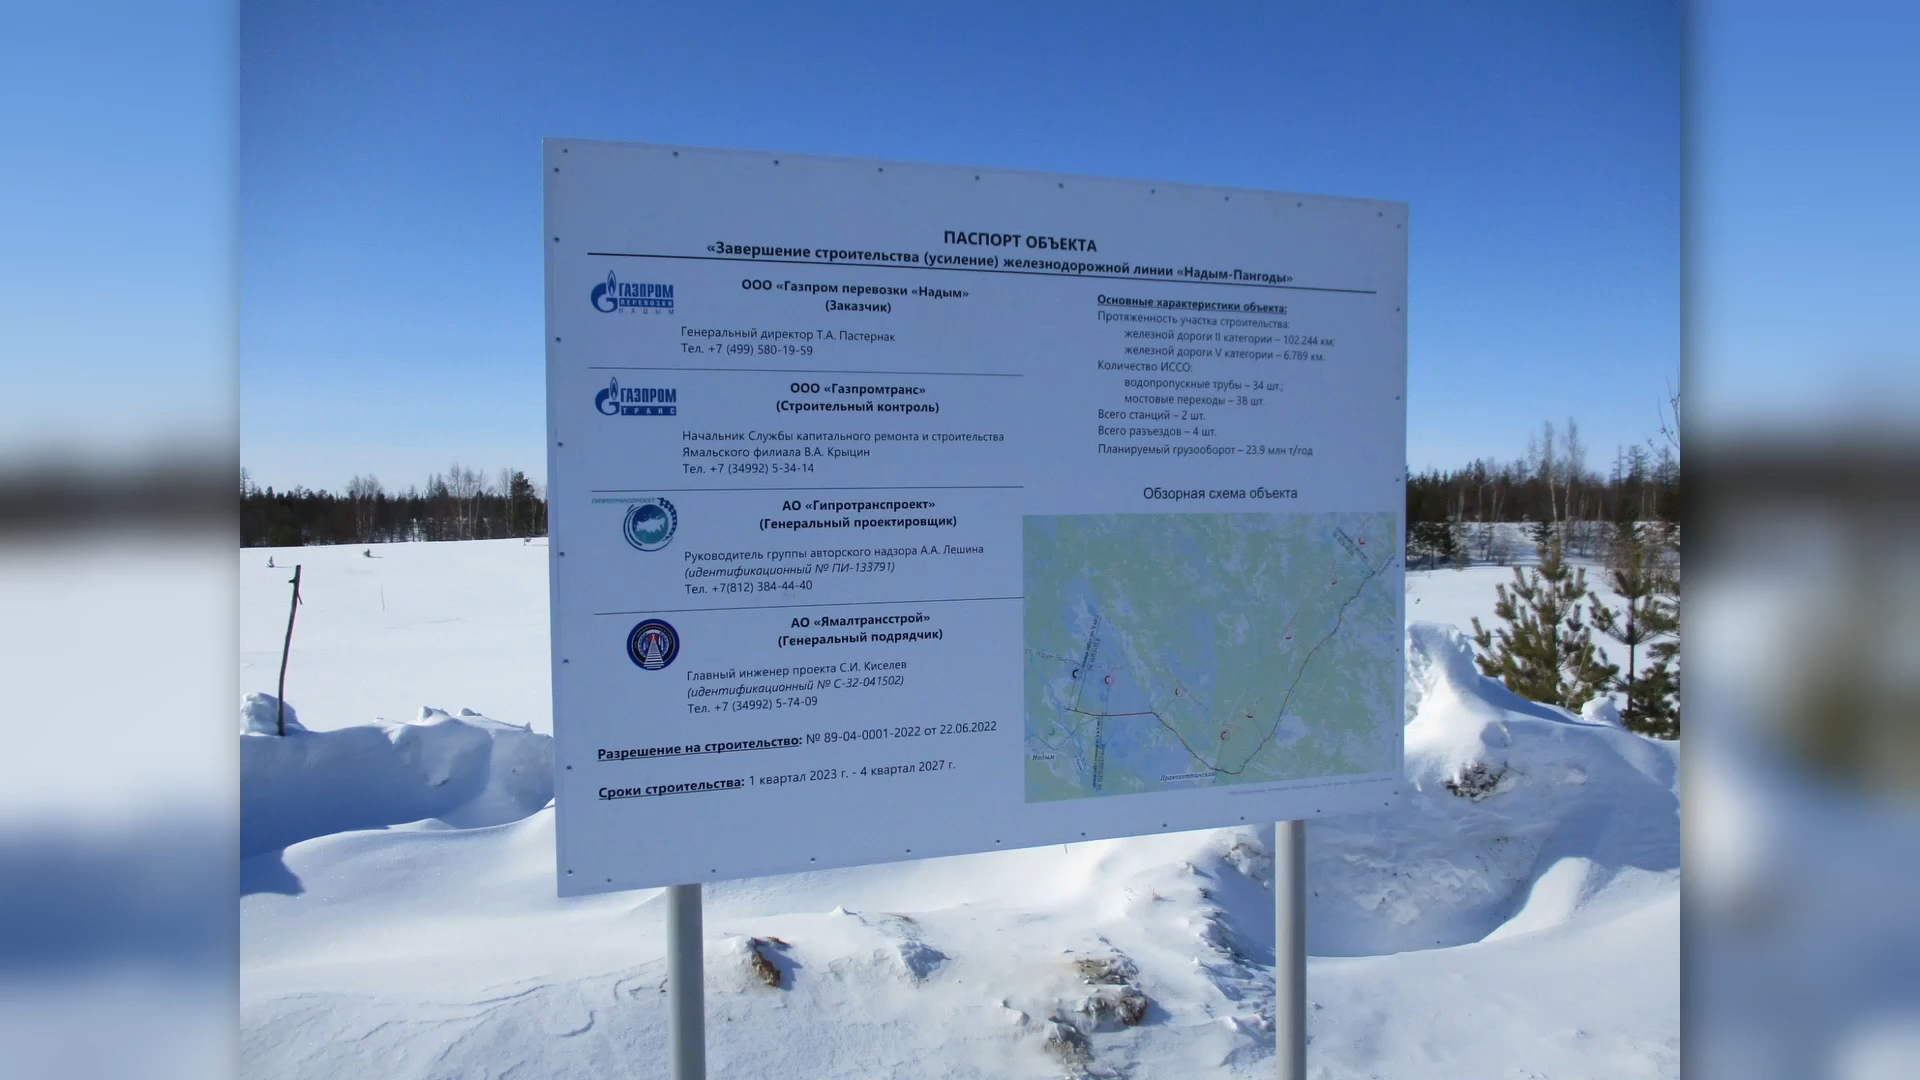 ПАСПОРТ ОБЪЕКТА
«Завершение строительства (усиление) железнодорожной линии «Надым-Пангоды»
ГАЗПРОМ
ПЕРЕВОЗКИ
НАДЫМ
ООО «Газпром перевозки «Надым»
(Заказчик)
Генеральный директор Т.А. Пастернак
Тел. +7 (499) 580-19-59
ГАЗПРОМ
ТРАНС
ООО «Газпромтранс»
(Строительный контроль)
Начальник Службы капитального ремонта и строительства
Ямальского филиала В.А. Крыцин
Тел. +7 (34992) 5-34-14
ГИПРОТРАНСПРОЕКТ
АО «Гипротранспроект»
(Генеральный проектировщик)
Руководитель группы авторского надзора А.А. Лешина
(идентификационный № ПИ-133791)
Тел. +7(812) 384-44-40
АО «Ямалтрансстрой»
(Генеральный подрядчик)
Главный инженер проекта С.И. Киселев
(идентификационный № С-32-041502)
Тел. +7 (34992) 5-74-09
Разрешение на строительство: № 89-04-0001-2022 от 22.06.2022
Сроки строительства: 1 квартал 2023 г. - 4 квартал 2027 г.
Основные характеристики объекта:
Протяженность участка строительства:
железной дороги II категории – 102.244 км;
железной дороги V категории – 6.789 км.
Количество ИССО:
водопропускные трубы – 34 шт.;
мостовые переходы – 38 шт.
Всего станций – 2 шт.
Всего разъездов – 4 шт.
Планируемый грузооборот – 23.9 млн т/год
Обзорная схема объекта
Надым
Правохеттинский